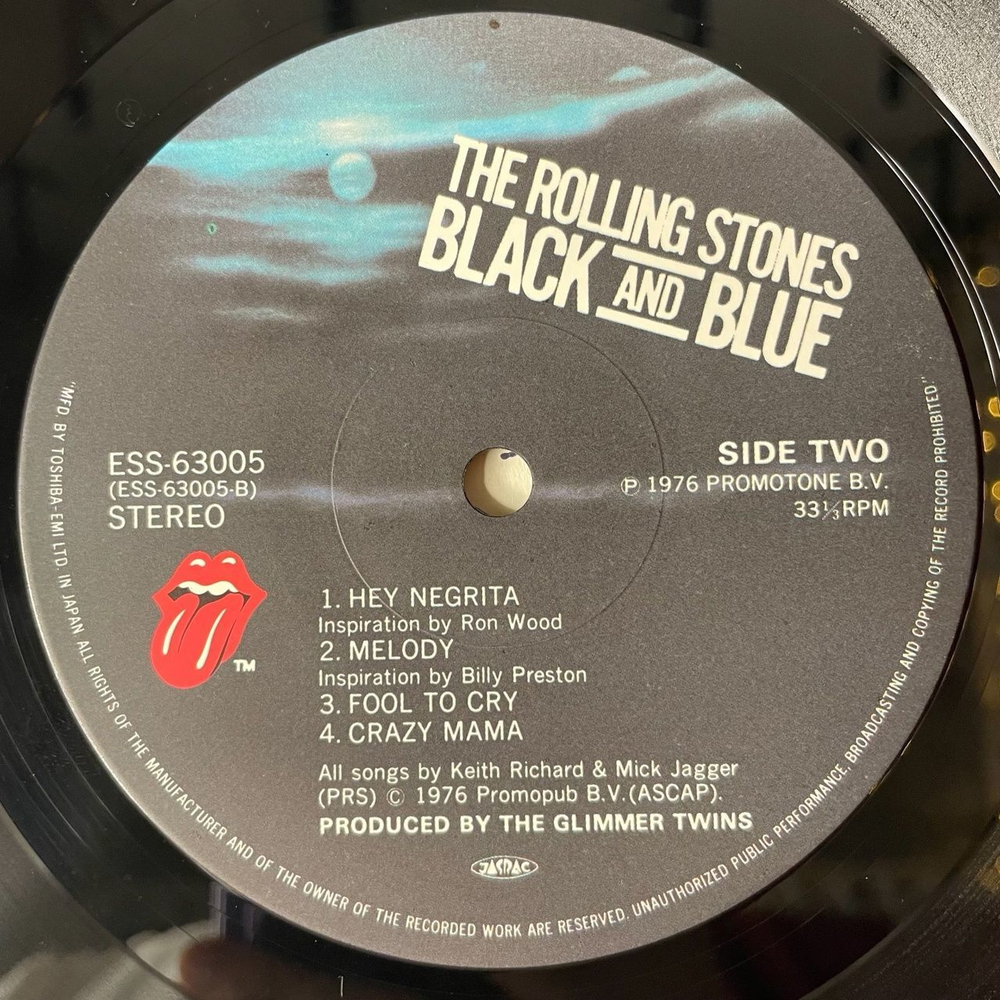 THE ROLLING STONES
BLACK AND BLUE
ESS-63005
(ESS-63005-B)
STEREO
SIDE TWO
Ⓟ 1976 PROMOTONE B.V.
33⅓RPM
TM
1. HEY NEGRITA
Inspiration by Ron Wood
2. MELODY
Inspiration by Billy Preston
3. FOOL TO CRY
4. CRAZY MAMA
All songs by Keith Richard & Mick Jagger
(PRS) © 1976 Promopub B.V.(ASCAP).
PRODUCED BY THE GLIMMER TWINS
JASRAC
"MFD. BY TOSHIBA-EMI LTD. IN JAPAN ALL RIGHTS OF THE MANUFACTURER AND OF THE OWNER OF THE RECORDED WORK ARE RESERVED. UNAUTHORIZED PUBLIC PERFORMANCE, BROADCASTING AND COPYING OF THE RECORD PROHIBITED."